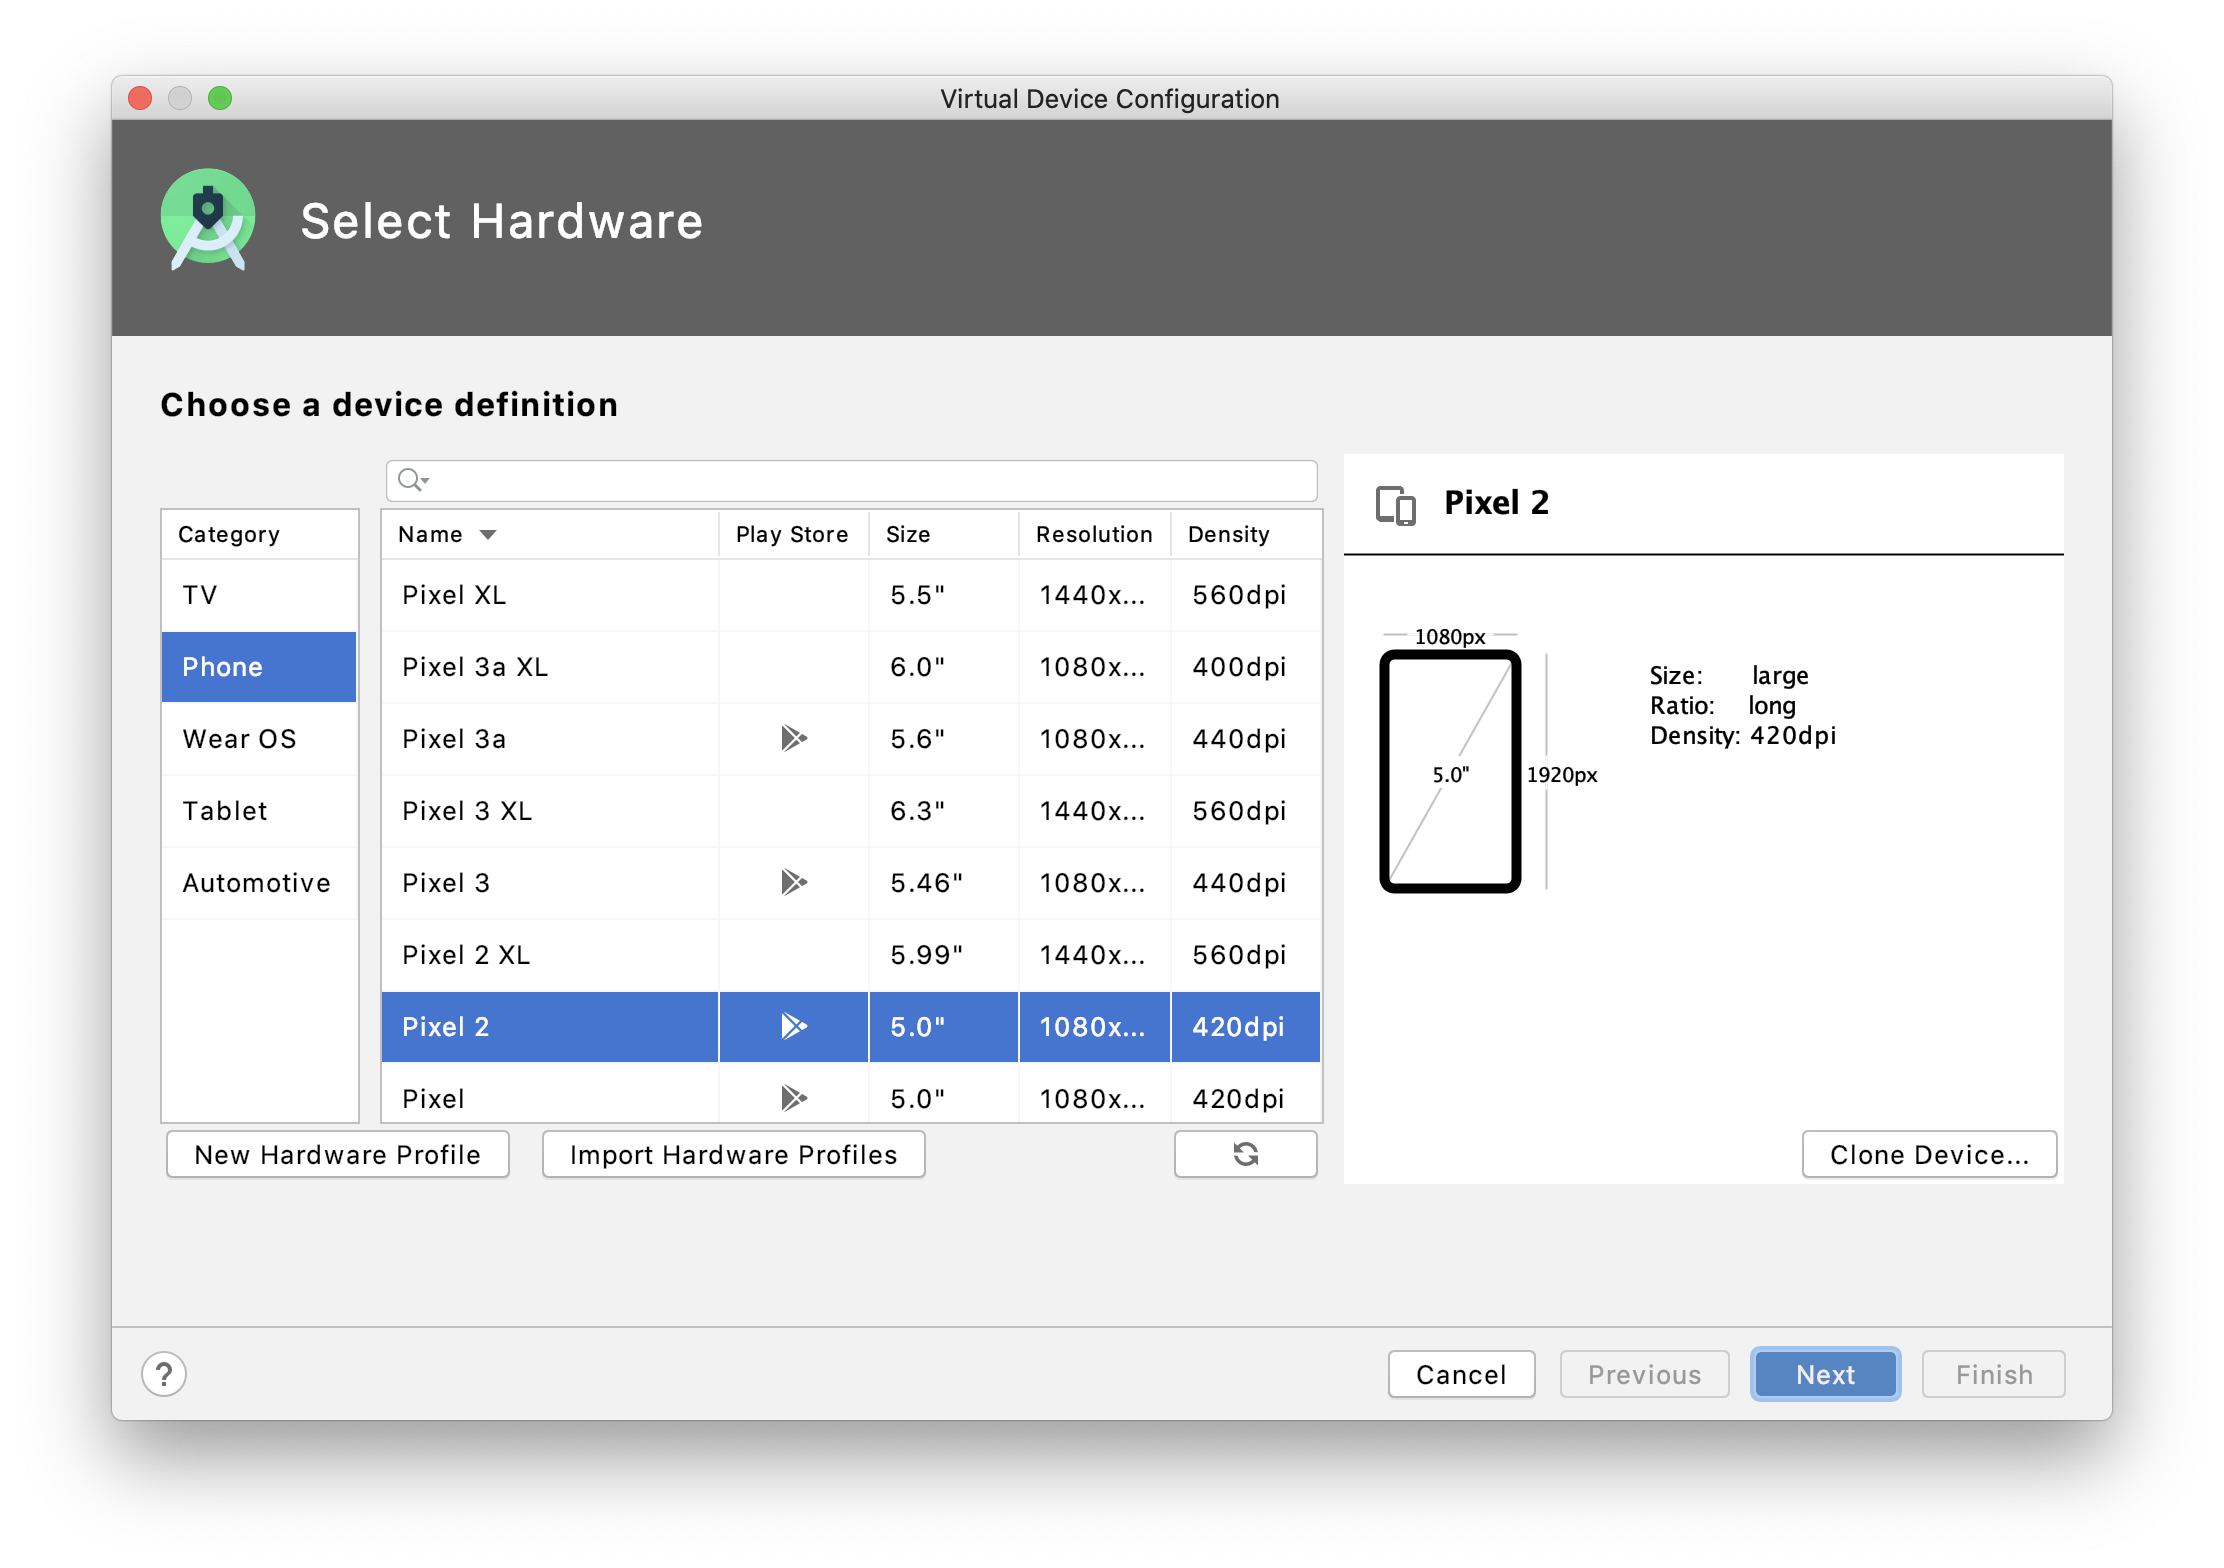 Virtual Device Configuration
Select Hardware
Choose a device definition
Category
TV
Phone
Wear OS
Tablet
Automotive
Name Play Store Size Resolution Density
Pixel XL 5.5" 1440x... 560dpi
Pixel 3a XL 6.0" 1080x... 400dpi
Pixel 3a 5.6" 1080x... 440dpi
Pixel 3 XL 6.3" 1440x... 560dpi
Pixel 3 5.46" 1080x... 440dpi
Pixel 2 XL 5.99" 1440x... 560dpi
Pixel 2 5.0" 1080x... 420dpi
Pixel 5.0" 1080x... 420dpi
New Hardware Profile Import Hardware Profiles
Pixel 2
1080px
5.0"
1920px
Size: large
Ratio: long
Density: 420dpi
Clone Device...
? Cancel Previous Next Finish